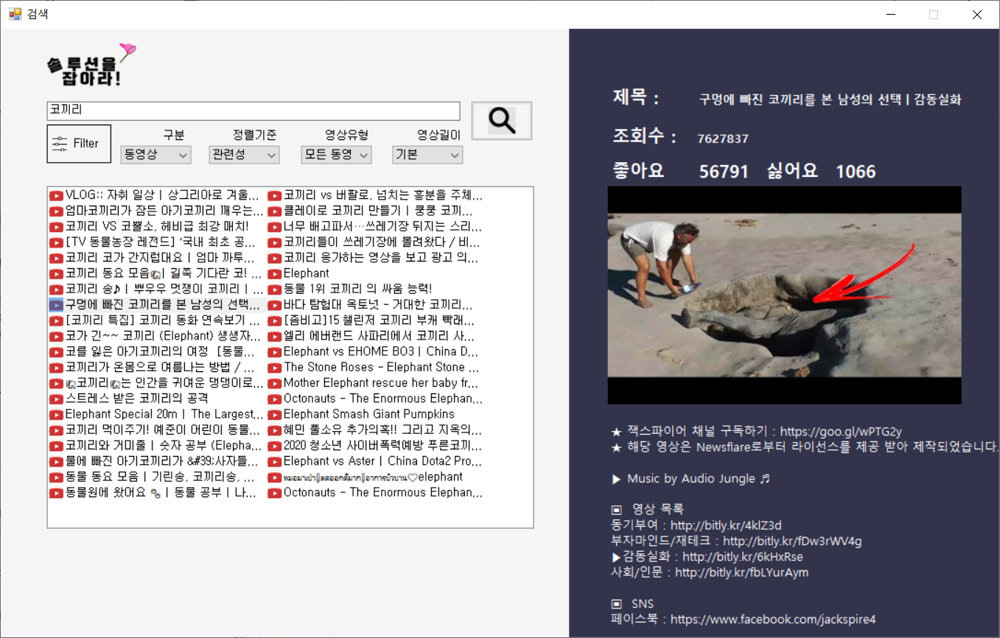 검색
솔루션을
잡아라!
코끼리
Filter
구분 정렬기준 영상유형 영상길이
동영상 관련성 모든 동영 기본
VLOG:: 자취 일상 | 상그리아로 겨울...
엄마코끼리가 잠든 아기코끼리 깨우는...
코끼리 VS 코뿔소, 헤비급 최강 매치!
[TV 동물농장 레전드] ‘국내 최초 공...
코끼리 코가 간지럽대요 | 엄마 까투...
코끼리 동요 모음🐘| 길쭉 기다란 코! ...
코끼리 송♪ | 뿌우우 멋쟁이 코끼리 | ...
구멍에 빠진 코끼리를 본 남성의 선택...
[코끼리 특집] 코끼리 동화 연속보기 ...
코가 긴~~ 코끼리 (Elephant) 생생자...
코를 잃은 아기코끼리의 여정 [동물...
코끼리가 온몸으로 여름나는 방법 / ...
🐘코끼리🐘는 인간을 귀여운 댕댕이로...
스트레스 받은 코끼리의 공격
Elephant Special 20m | The Largest...
코끼리 먹이주기! 예준이 어린이 동물...
코끼리와 거미줄 | 숫자 공부 (Elepha...
물에 빠진 아기코끼리가 &#39;사자들...
동물 동요 모음 | 기린송, 코끼리송, ...
동물원에 왔어요 | 동물 공부 | 나...
코끼리 vs 버팔로, 넘치는 흥분을 주체...
클레이로 코끼리 만들기 | 쿵쿵 코끼...
너무 배고파서…쓰레기장 뒤지는 스리...
코끼리들이 쓰레기장에 몰려왔다 / 비...
코끼리 응가하는 영상을 보고 광고 의...
Elephant
동물 1위 코끼리 의 싸움 능력!
바다 탐험대 옥토넛 - 거대한 코끼리...
[좀비고]15 챌린저 코끼리 부캐 빡래...
엘리 에버랜드 사파리에서 코끼리 사...
Elephant vs EHOME BO3 | China D...
The Stone Roses - Elephant Stone ...
Mother Elephant rescue her baby fr...
Octonauts - The Enormous Elephan...
Elephant Smash Giant Pumpkins
혜민 풀소유 추가의혹!! 그리고 지옥의...
2020 청소년 사이버폭력예방 푸른코끼...
Elephant vs Aster | China Dota2 Pro...
หมอมาเป่า||ตดออกดีมาก||อาการบัวบาน♡elephant
Octonauts - The Enormous Elephan...
제목 : 구멍에 빠진 코끼리를 본 남성의 선택 | 감동실화
조회수 : 7627837
좋아요 56791 싫어요 1066
★ 잭스파이어 채널 구독하기 : https://goo.gl/wPTG2y
★ 해당 영상은 Newsflare로부터 라이선스를 제공 받아 제작되었습니다.
▶ Music by Audio Jungle ♬
▣ 영상 목록
동기부여 : http://bitly.kr/4klZ3d
부자마인드/재테크 : http://bitly.kr/fDw3rWV4g
▶감동실화 : http://bitly.kr/6kHxRse
사회/인문 : http://bitly.kr/fbLYurAym
▣ SNS
페이스북 : https://www.facebook.com/jackspire4